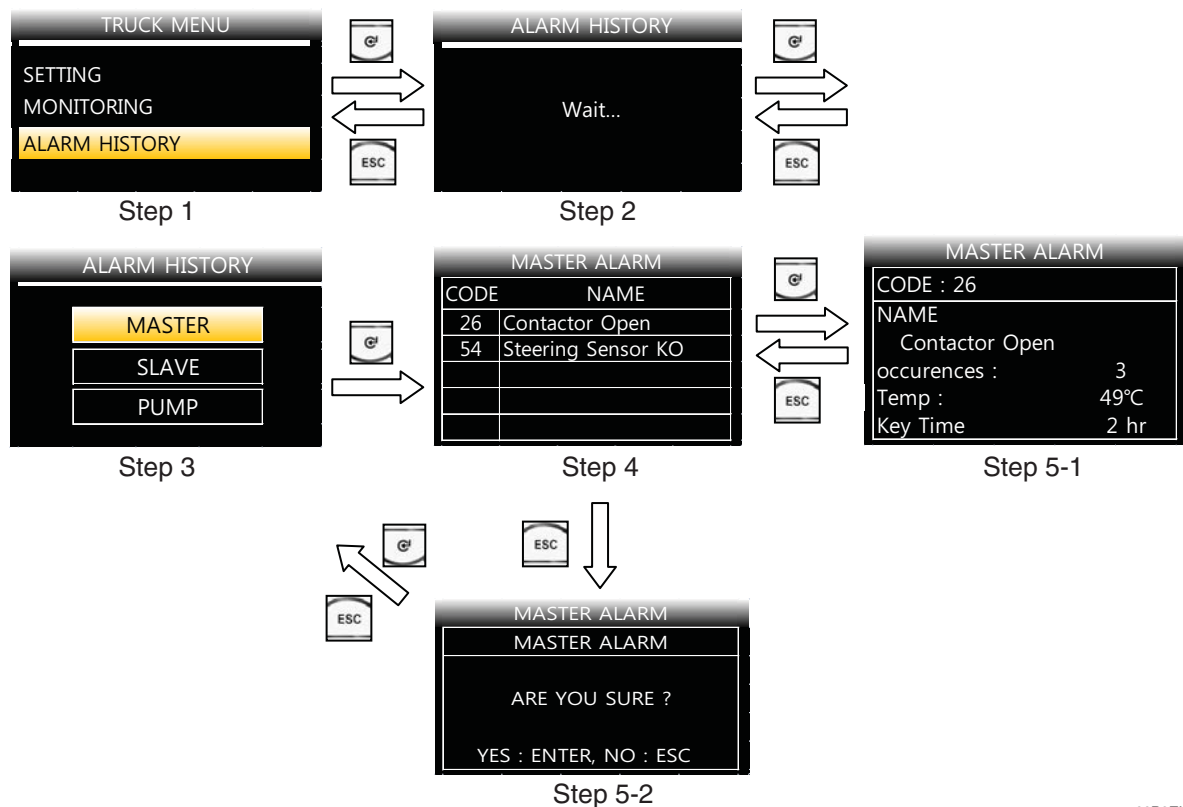 TRUCK MENU
SETTING
MONITORING
ALARM HISTORY
ESC
Step 1
ALARM HISTORY
Wait...
ESC
Step 2
ALARM HISTORY
MASTER
SLAVE
PUMP
Step 3
MASTER ALARM
CODE NAME
26 Contactor Open
54 Steering Sensor KO
ESC
Step 4
MASTER ALARM
CODE : 26
NAME
Contactor Open
occurences : 3
Temp : 49℃
Key Time 2 hr
Step 5-1
ESC
ESC
MASTER ALARM
MASTER ALARM
ARE YOU SURE ?
YES : ENTER, NO : ESC
Step 5-2